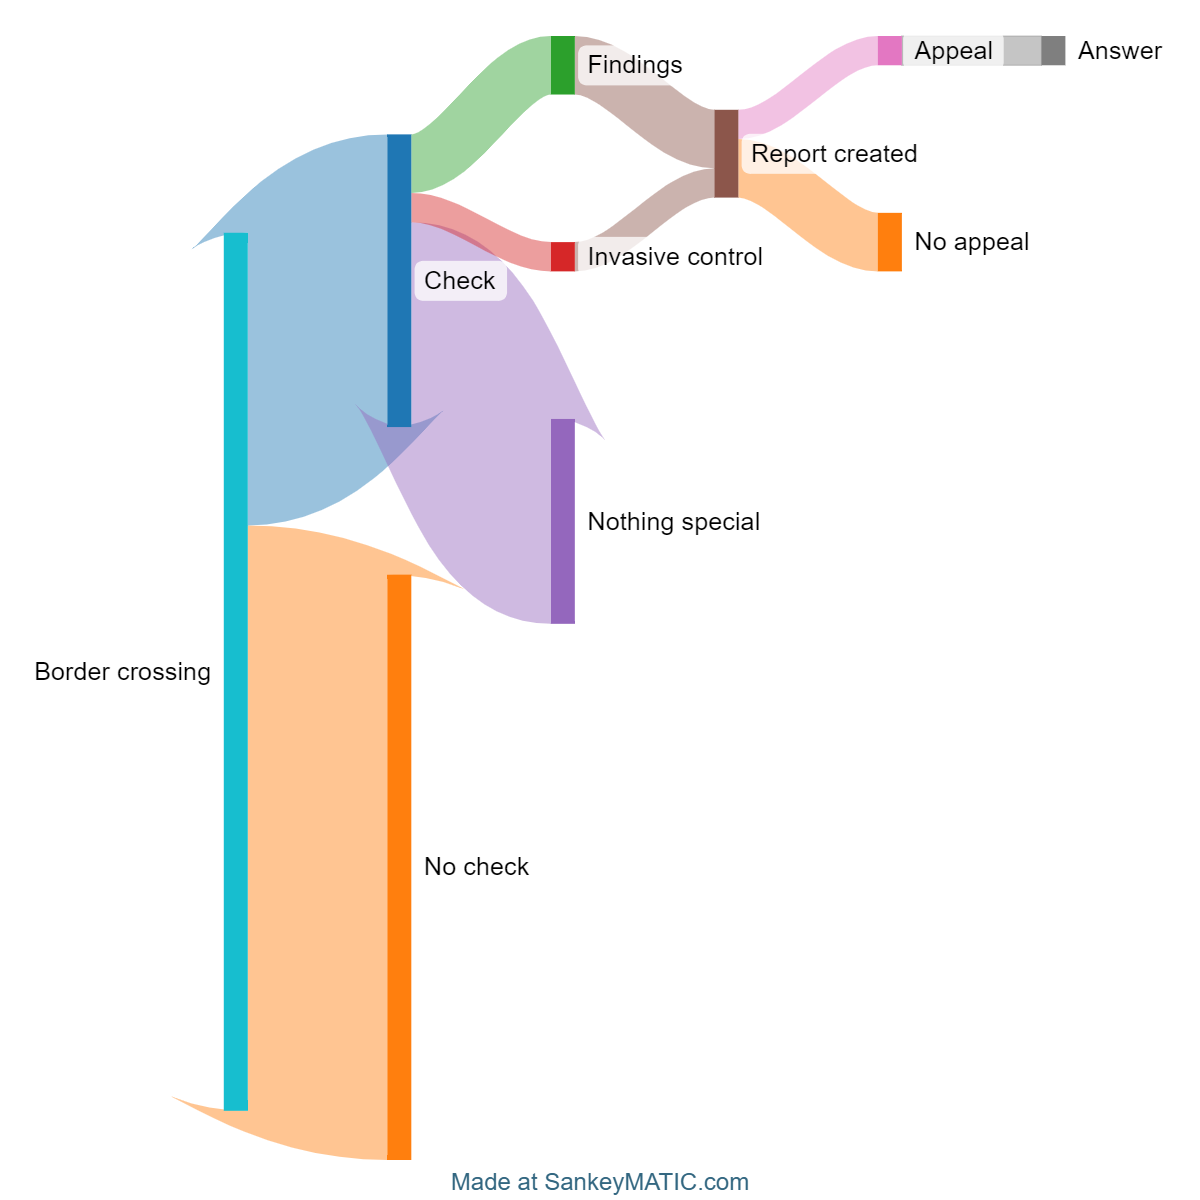 Findings
Appeal
Answer
Report created
No appeal
Invasive control
Check
Nothing special
Border crossing
No check
Made at SankeyMATIC.com